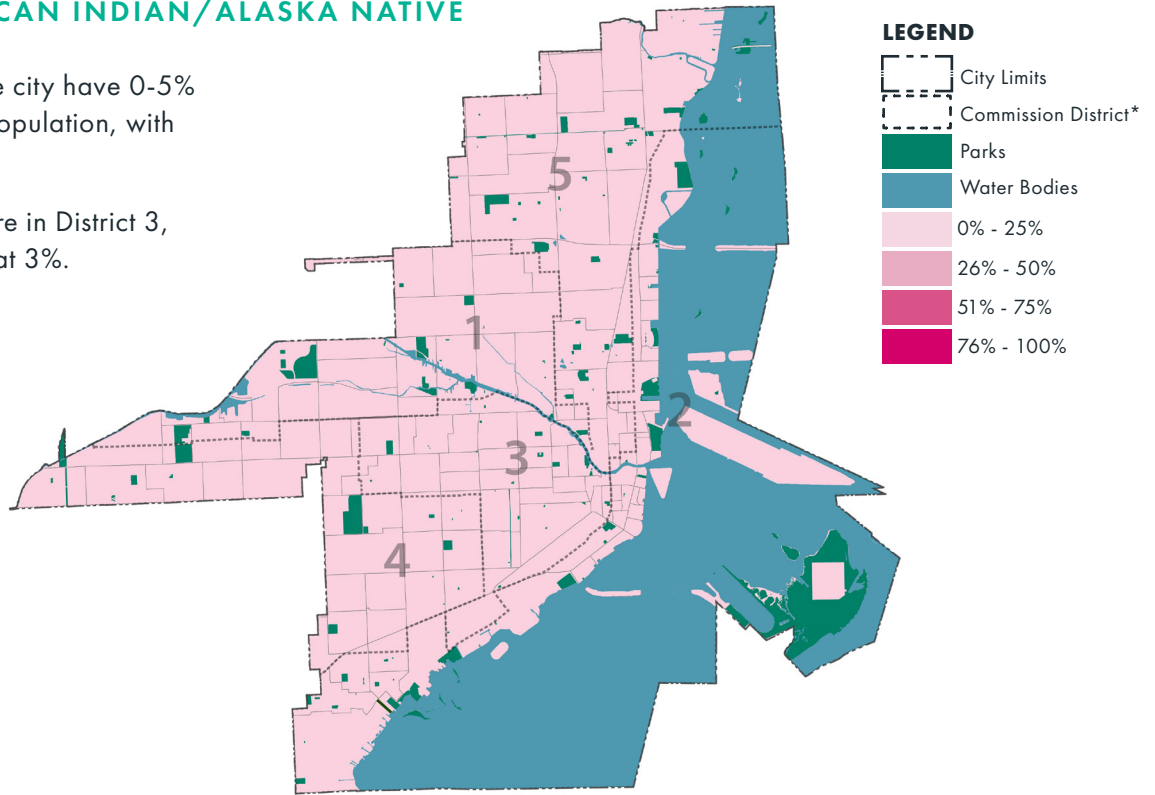 CAN INDIAN/ALASKA NATIVE
e city have 0-5%
opulation, with
re in District 3,
at 3%.
5
1
2
3
4
LEGEND
City Limits
Commission District*
Parks
Water Bodies
0% - 25%
26% - 50%
51% - 75%
76% - 100%